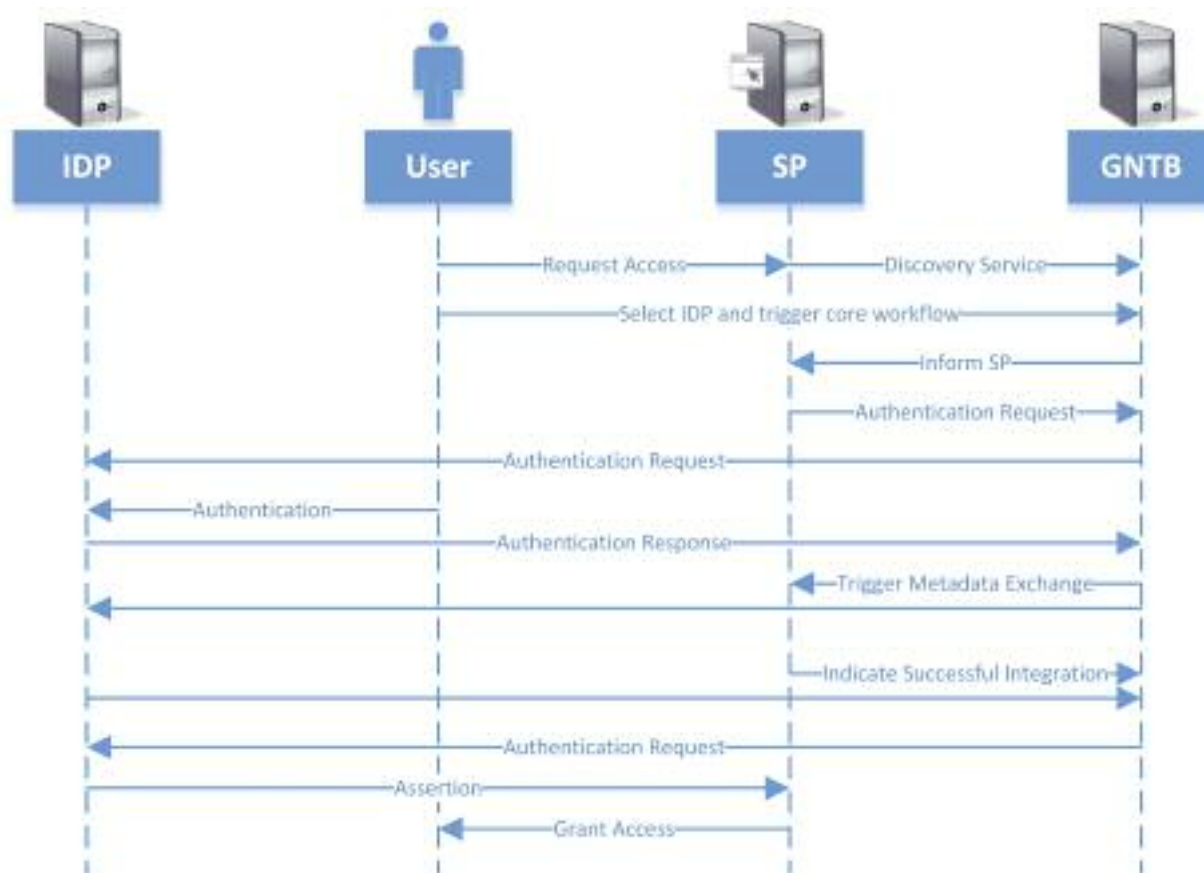 IDP
User
SP
GNTB
Request Access
Discovery Service
Select IDP and trigger core workflow
Inform SP
Authentication Request
Authentication Request
Authentication
Authentication Response
Trigger Metadata Exchange
Indicate Successful Integration
Authentication Request
Assertion
Grant Access